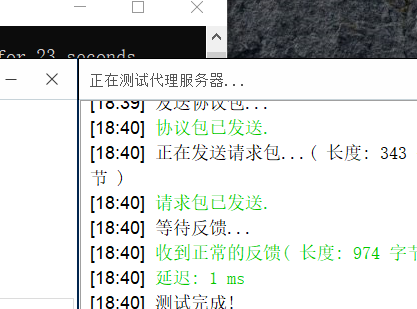 for 23 seconds
正在测试代理服务器...
[18:39] 发送协议包...
[18:40] 协议包已发送.
[18:40] 正在发送请求包...( 长度: 343
节 )
[18:40] 请求包已发送.
[18:40] 等待反馈...
[18:40] 收到正常的反馈( 长度: 974 字节
[18:40] 延迟: 1 ms
[18:40] 测试完成!